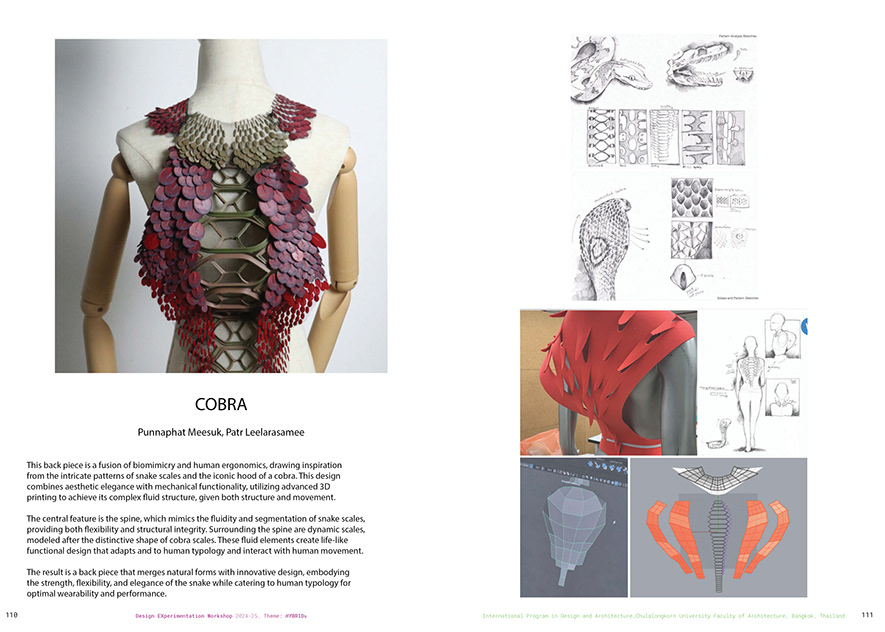 COBRA
Punnaphat Meesuk, Patr Leelarasamee
This back piece is a fusion of biomimicry and human ergonomics, drawing inspiration
from the intricate patterns of snake scales and the iconic hood of a cobra. This design
combines aesthetic elegance with mechanical functionality, utilizing advanced 3D
printing to achieve its complex fluid structure, given both structure and movement.
The central feature is the spine, which mimics the fluidity and segmentation of snake scales,
providing both flexibility and structural integrity. Surrounding the spine are dynamic scales,
modeled after the distinctive shape of cobra scales. These fluid elements create life-like
functional design that adapts and to human typology and interact with human movement.
The result is a back piece that merges natural forms with innovative design, embodying
the strength, flexibility, and elegance of the snake while catering to human typology for
optimal wearability and performance.
110
Design EXperimentation Workshop 2024-25, Theme: HYBRIDs
Pattern Analysis Sketches
Scales and Pattern Sketches
International Program in Design and Architecture,Chulalongkorn University Faculty of Architecture, Bangkok, Thailand
111